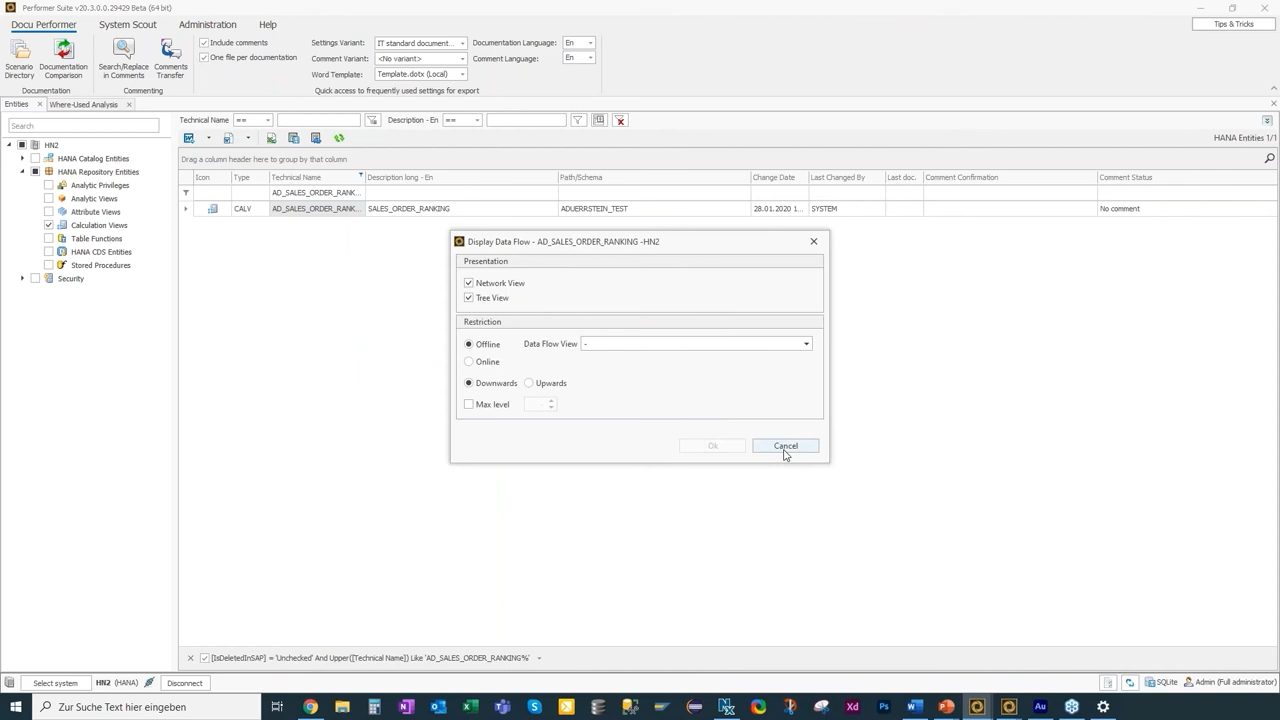 Performer Suite v20.3.0.0.29429 Beta (64 bit)
Docu Performer
System Scout
Administration
Help
Tips & Tricks
Scenario Directory
Documentation Comparison
Documentation
Search/Replace in Comments
Comments Transfer
Commenting
Include comments
One file per documentation
Settings Variant: IT standard document...
Comment Variant: <No variant>
Word Template: Template.dotx (Local)
Documentation Language: En
Comment Language: En
Quick access to frequently used settings for export
Entities
Where-Used Analysis
Search
HN2
HANA Catalog Entities
HANA Repository Entities
Analytic Privileges
Analytic Views
Attribute Views
Calculation Views
Table Functions
HANA CDS Entities
Stored Procedures
Security
Technical Name == Description - En ==
HANA Entities 1/1
Drag a column header here to group by that column
Icon Type Technical Name Description long - En Path/Schema Change Date Last Changed By Last doc. Comment Confirmation Comment Status
AD_SALES_ORDER_RANK...
CALV AD_SALES_ORDER_RANK... SALES_ORDER_RANKING ADUERRSTEIN_TEST 28.01.2020 1... SYSTEM No comment
Display Data Flow - AD_SALES_ORDER_RANKING -HN2
Presentation
Network View
Tree View
Restriction
Offline Data Flow View -
Online
Downwards Upwards
Max level
Ok Cancel
[IsDeletedInSAP] = 'Unchecked' And Upper([Technical Name]) Like 'AD_SALES_ORDER_RANKING%'
Select system HN2 (HANA) Disconnect
SQLite Admin (Full administrator)
Zur Suche Text hier eingeben